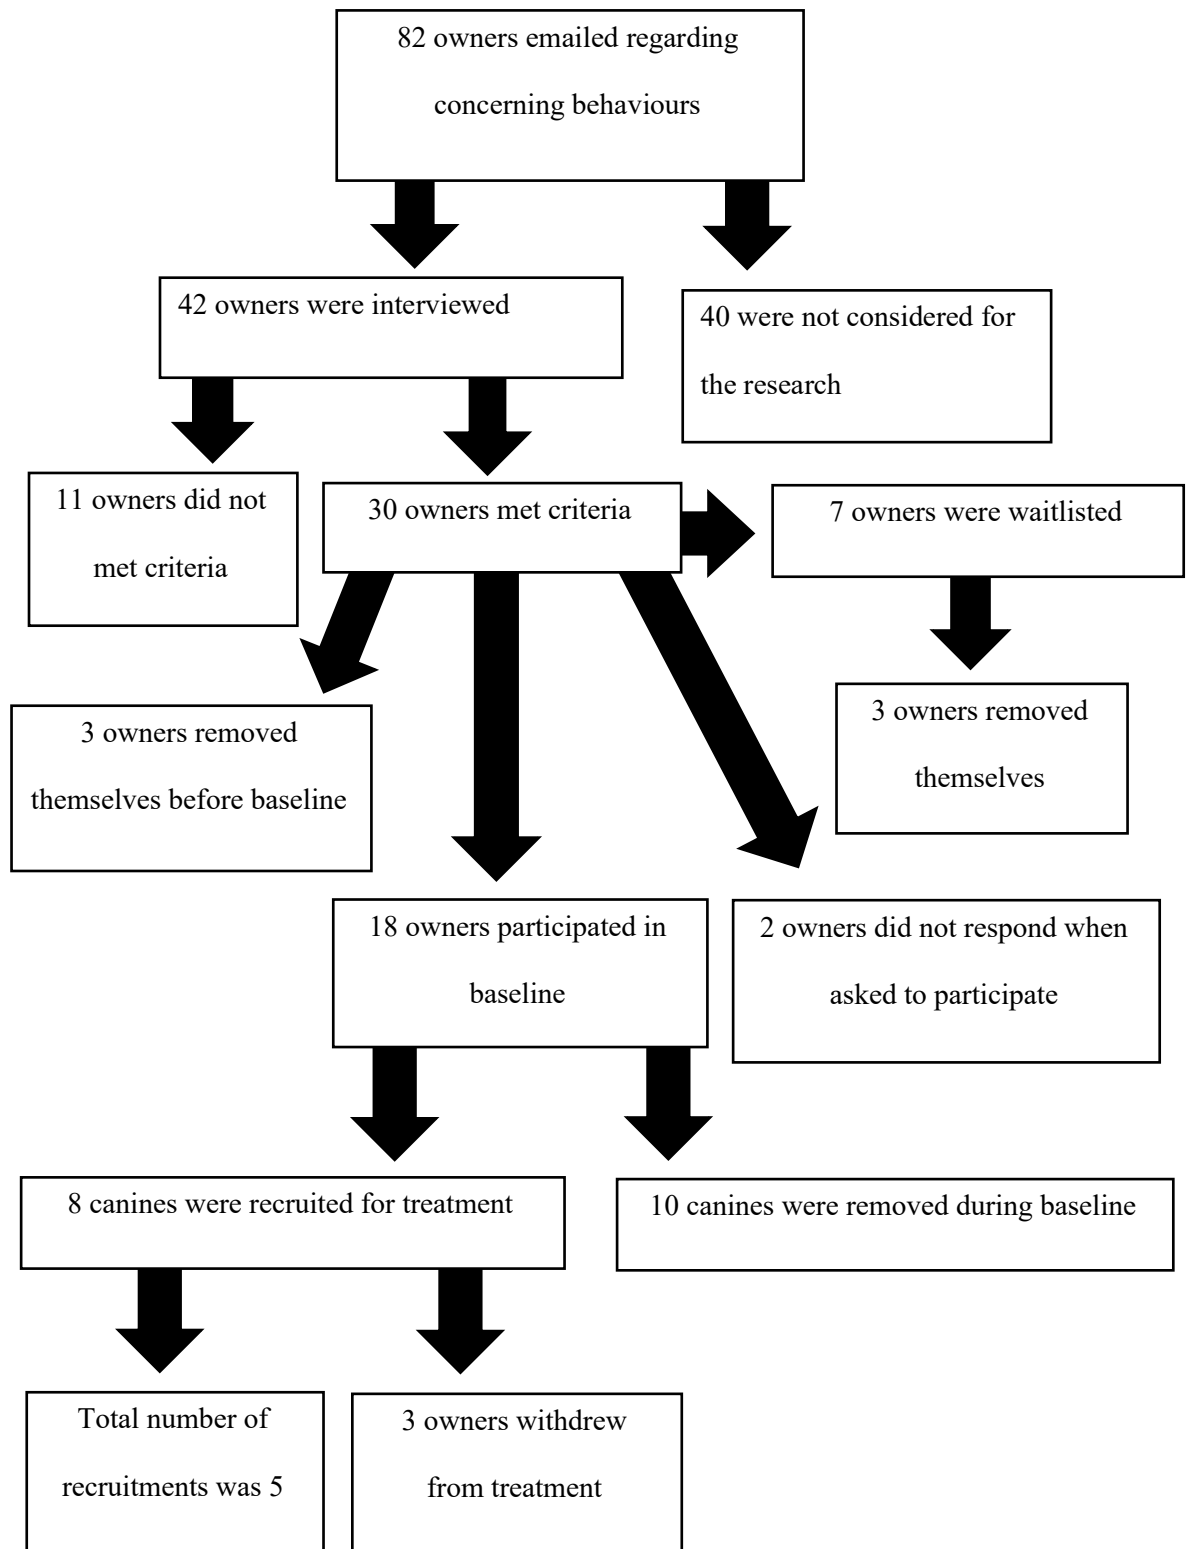 82 owners emailed regarding
concerning behaviours
42 owners were interviewed
40 were not considered for
the research
11 owners did not
met criteria
30 owners met criteria
7 owners were waitlisted
3 owners removed
themselves before baseline
3 owners removed
themselves
18 owners participated in
baseline
2 owners did not respond when
asked to participate
8 canines were recruited for treatment
10 canines were removed during baseline
Total number of
recruitments was 5
3 owners withdrew
from treatment